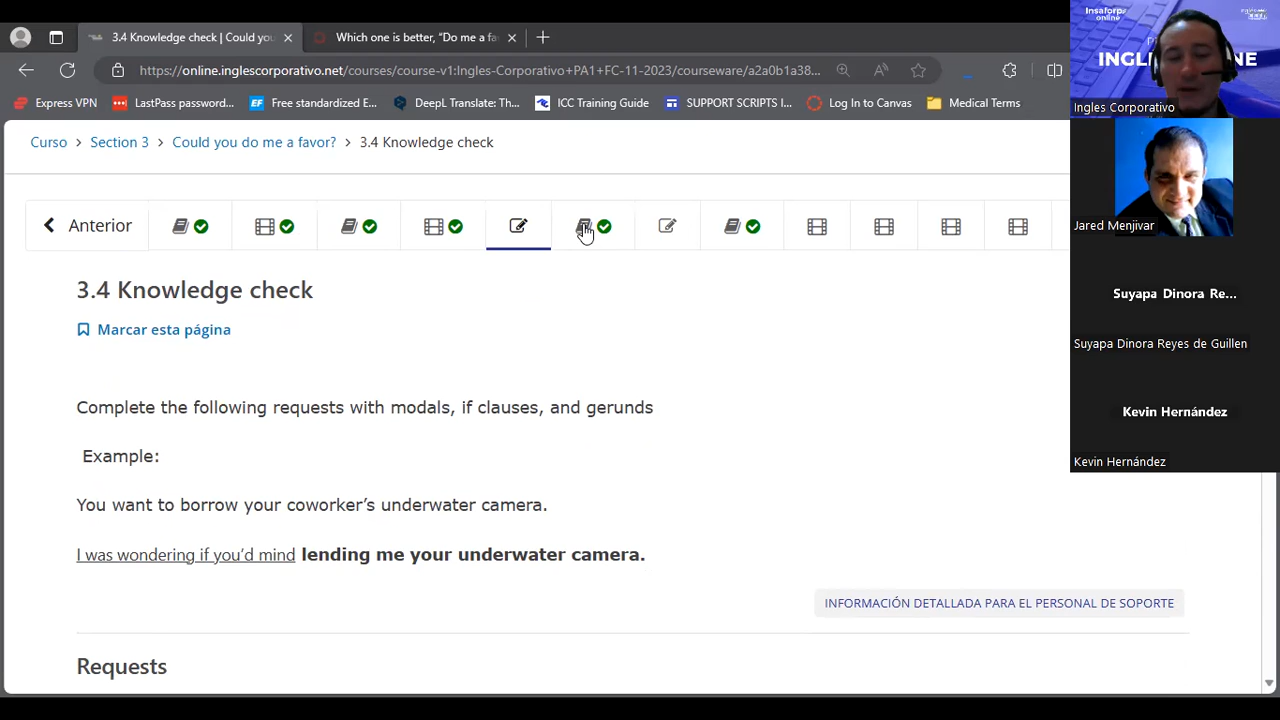 3.4 Knowledge check | Could you
Which one is better, "Do me a fa
https://online.inglescorporativo.net/courses/course-v1:Ingles-Corporativo+PA1+FC-11-2023/courseware/a2a0b1a38...
Express VPN
LastPass password...
Free standardized E...
DeepL Translate: Th...
ICC Training Guide
SUPPORT SCRIPTS I...
Log In to Canvas
Medical Terms
Curso > Section 3 > Could you do me a favor? > 3.4 Knowledge check
Anterior
3.4 Knowledge check
Marcar esta página
Complete the following requests with modals, if clauses, and gerunds
Example:
You want to borrow your coworker's underwater camera.
I was wondering if you'd mind lending me your underwater camera.
INFORMACIÓN DETALLADA PARA EL PERSONAL DE SOPORTE
Requests
Insaforp
online
INGL
NE
Ingles Corporativo
Jared Menjivar
Suyapa Dinora Re...
Suyapa Dinora Reyes de Guillen
Kevin Hernández
Kevin Hernández